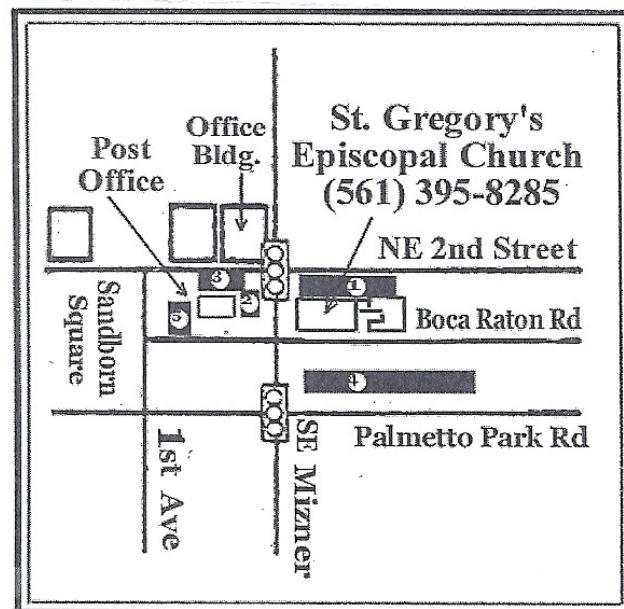 St. Gregory's
Episcopal Church
(561) 395-8285
Office
Bldg.
Post
Office
NE 2nd Street
3
1
2
5
Boca Raton Rd
Sandborn
Square
4
Palmetto Park Rd
1st Ave
SE Mizner